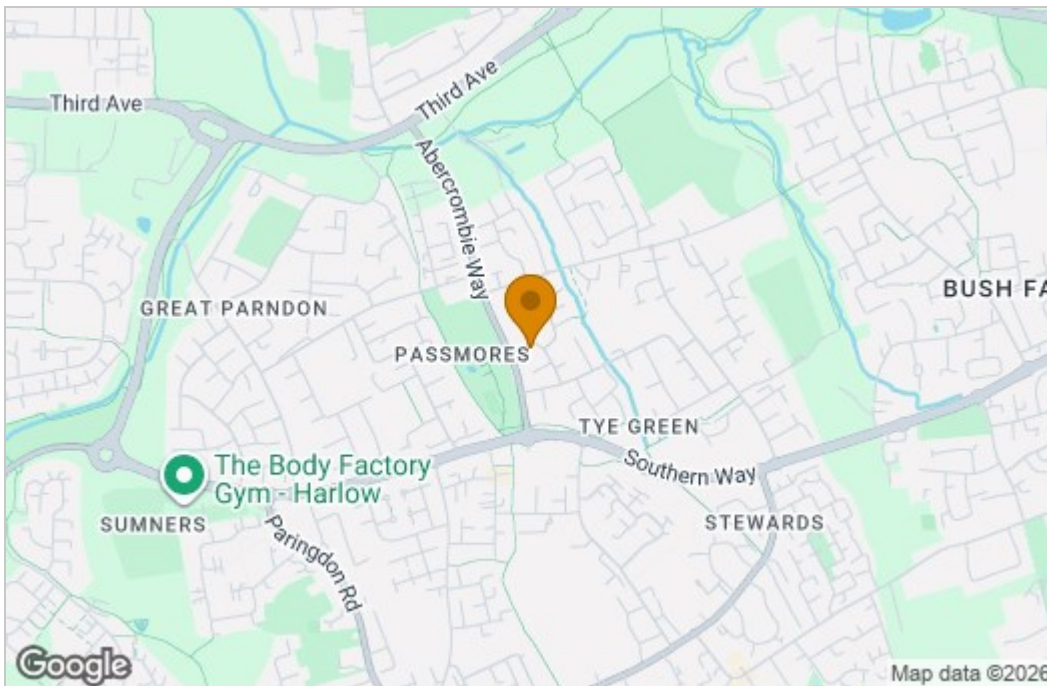 Third Ave
Third Ave
Abercrombie Way
GREAT PARNDON
BUSH FA
PASSMORES
TYE GREEN
The Body Factory
Gym - Harlow
Southern Way
SUMNERS
STEWARDS
Paringdon Rd
Google
Map data ©2026